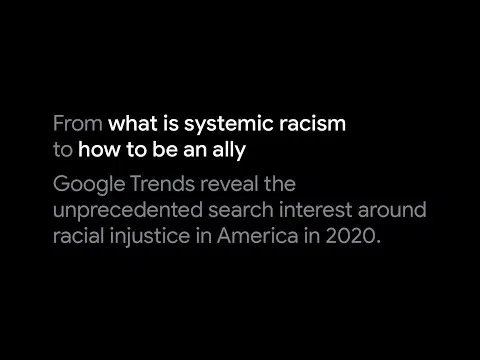 From what is systemic racism
to how to be an ally
Google Trends reveal the
unprecedented search interest around
racial injustice in America in 2020.